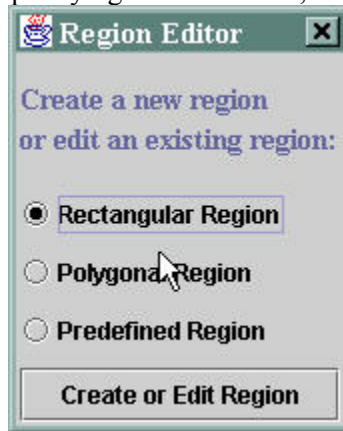 Region Editor
Create a new region
or edit an existing region:
Rectangular Region
Polygonal Region
Predefined Region
Create or Edit Region